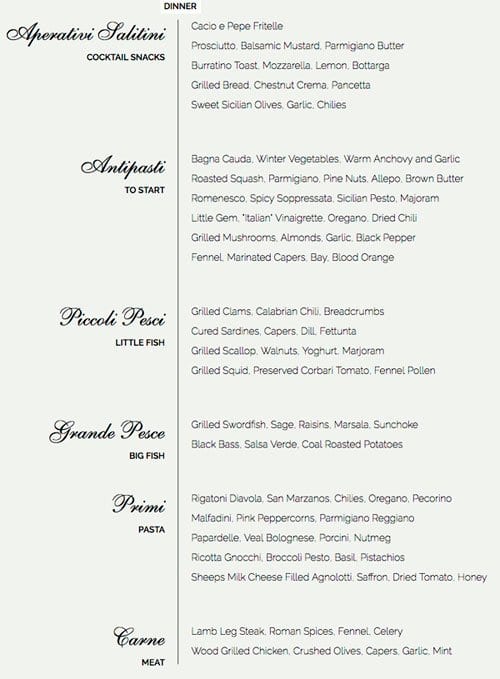 DINNER
Aperativi Salitini
COCKTAIL SNACKS
Cacio e Pepe Fritelle
Prosciutto, Balsamic Mustard, Parmigiano Butter
Burratino Toast, Mozzarella, Lemon, Bottarga
Grilled Bread, Chestnut Crema, Pancetta
Sweet Sicilian Olives, Garlic, Chilies
Antipasti
TO START
Bagna Cauda, Winter Vegetables, Warm Anchovy and Garlic
Roasted Squash, Parmigiano, Pine Nuts, Allepo, Brown Butter
Romenesco, Spicy Soppressata, Sicilian Pesto, Majoram
Little Gem, "Italian" Vinaigrette, Oregano, Dried Chili
Grilled Mushrooms, Almonds, Garlic, Black Pepper
Fennel, Marinated Capers, Bay, Blood Orange
Piccoli Pesci
LITTLE FISH
Grilled Clams, Calabrian Chili, Breadcrumbs
Cured Sardines, Capers, Dill, Fettunta
Grilled Scallop, Walnuts, Yoghurt, Marjoram
Grilled Squid, Preserved Corbari Tomato, Fennel Pollen
Grande Pesce
BIG FISH
Grilled Swordfish, Sage, Raisins, Marsala, Sunchoke
Black Bass, Salsa Verde, Coal Roasted Potatoes
Primi
PASTA
Rigatoni Diavola, San Marzanos, Chilies, Oregano, Pecorino
Malfadini, Pink Peppercorns, Parmigiano Reggiano
Papardelle, Veal Bolognese, Porcini, Nutmeg
Ricotta Gnocchi, Broccoli Pesto, Basil, Pistachios
Sheeps Milk Cheese Filled Agnolotti, Saffron, Dried Tomato, Honey
Carne
MEAT
Lamb Leg Steak, Roman Spices, Fennel, Celery
Wood Grilled Chicken, Crushed Olives, Capers, Garlic, Mint